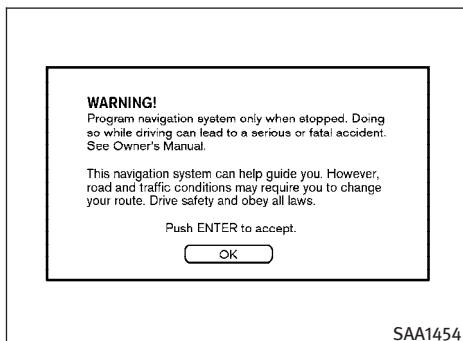 WARNING!
Program navigation system only when stopped. Doing
so while driving can lead to a serious or fatal accident.
See Owner's Manual.
This navigation system can help guide you. However,
road and traffic conditions may require you to change
your route. Drive safety and obey all laws.
Push ENTER to accept.
OK
SAA1454